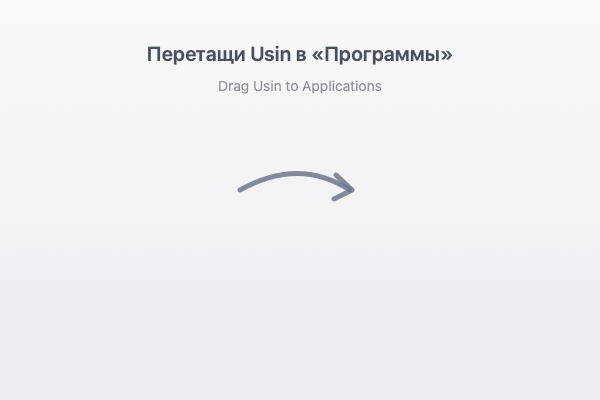 Перетащи Usin в «Программы»
Drag Usin to Applications